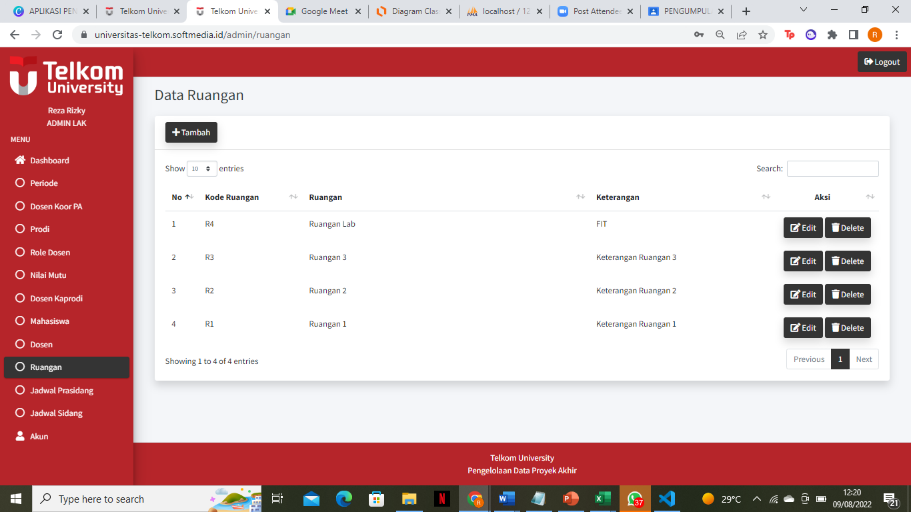 APLIKASI PEN
Telkom Unive
Telkom Unive
Google Meet
Diagram Clas
localhost / 12
Post Attende
PENGUMPUL
universitas-telkom.softmedia.id/admin/ruangan
Telkom
University
Reza Rizky
ADMIN LAK
MENU
Dashboard
Periode
Dosen Koor PA
Prodi
Role Dosen
Nilai Mutu
Dosen Kaprodi
Mahasiswa
Dosen
Ruangan
Jadwal Prasidang
Jadwal Sidang
Akun
Logout
Data Ruangan
Tambah
Show 10 entries
Search:
No Kode Ruangan Ruangan Keterangan Aksi
1 R4 Ruangan Lab FIT Edit Delete
2 R3 Ruangan 3 Keterangan Ruangan 3 Edit Delete
3 R2 Ruangan 2 Keterangan Ruangan 2 Edit Delete
4 R1 Ruangan 1 Keterangan Ruangan 1 Edit Delete
Showing 1 to 4 of 4 entries
Previous 1 Next
Telkom University
Pengelolaan Data Proyek Akhir
Type here to search
37
29°C
12:20
09/08/2022
21